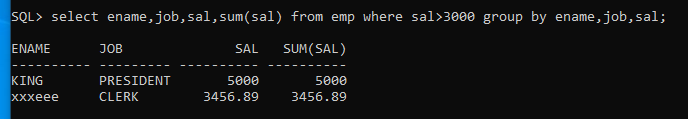 SQL> select ename,job,sal,sum(sal) from emp where sal>3000 group by ename,job,sal;
ENAME      JOB              SAL   SUM(SAL)
---------- --------- ---------- ----------
KING       PRESIDENT       5000       5000
xxxeee     CLERK        3456.89    3456.89